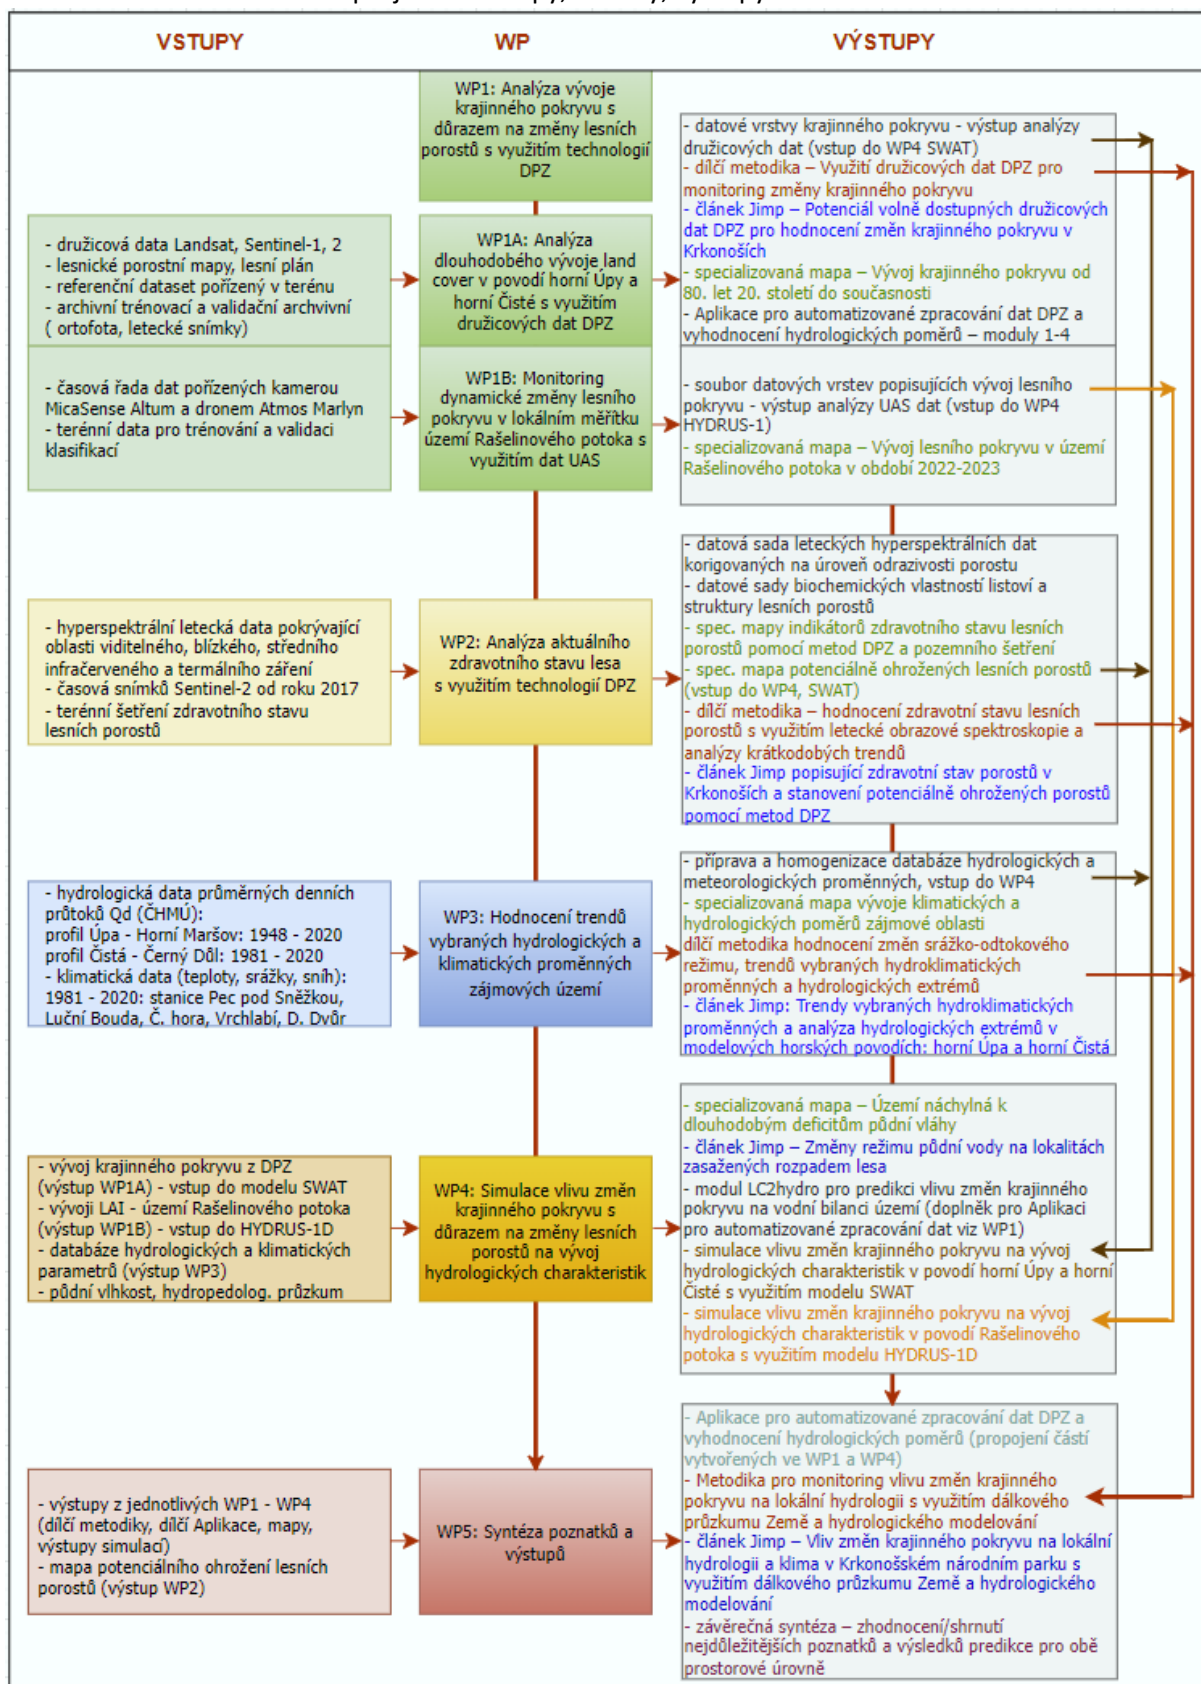 VSTUPY
WP
VÝSTUPY
WP1: Analýza vývoje
krajinného pokryvu s
důrazem na změny lesních
porostů s využitím technologií
DPZ
- družicová data Landsat, Sentinel-1, 2
- lesnické porostní mapy, lesní plán
- referenční dataset pořízený v terénu
- archivní trénovací a validační archvivní
( ortofota, letecké snímky)
WP1A: Analýza
dlouhodobého vývoje land
cover v povodí horní Úpy a
horní Čisté s využitím
družicových dat DPZ
- datové vrstvy krajinného pokryvu - výstup analýzy
družicových dat (vstup do WP4 SWAT)
- dílčí metodika – Využití družicových dat DPZ pro
monitoring změny krajinného pokryvu
- článek Jimp – Potenciál volně dostupných družicových
dat DPZ pro hodnocení změn krajinného pokryvu v
Krkonoších
- specializovaná mapa – Vývoj krajinného pokryvu od
80. let 20. století do současnosti
- Aplikace pro automatizované zpracování dat DPZ a
vyhodnocení hydrologických poměrů – moduly 1-4
- časová řada dat pořízených kamerou
MicaSense Altum a dronem Atmos Marlyn
- terénní data pro trénování a validaci
klasifikací
WP1B: Monitoring
dynamické změny lesního
pokryvu v lokálním měřítku
území Rašelinového potoka s
využitím dat UAS
- soubor datových vrstev popisujících vývoj lesního
pokryvu - výstup analýzy UAS dat (vstup do WP4
HYDRUS-1)
- specializovaná mapa – Vývoj lesního pokryvu v území
Rašelinového potoka v období 2022-2023
- hyperspektrální letecká data pokrývající
oblasti viditelného, blízkého, středního
infračerveného a termálního záření
- časová snímků Sentinel-2 od roku 2017
- terénní šetření zdravotního stavu
lesních porostů
WP2: Analýza aktuálního
zdravotního stavu lesa
s využitím technologií DPZ
- datová sada leteckých hyperspektrálních dat
korigovaných na úroveň odrazivosti porostu
- datové sady biochemických vlastností listoví a
struktury lesních porostů
- spec. mapy indikátorů zdravotního stavu lesních
porostů pomocí metod DPZ a pozemního šetření
- spec. mapa potenciálně ohrožených lesních porostů
(vstup do WP4, SWAT)
- dílčí metodika – hodnocení zdravotní stavu lesních
porostů s využitím letecké obrazové spektroskopie a
analýzy krátkodobých trendů
- článek Jimp popisující zdravotní stav porostů v
Krkonoších a stanovení potenciálně ohrožených porostů
pomocí metod DPZ
- hydrologická data průměrných denních
průtoků Qd (ČHMÚ):
profil Úpa - Horní Maršov: 1948 - 2020
profil Čistá - Černý Důl: 1981 - 2020
- klimatická data (teploty, srážky, sníh):
1981 - 2020: stanice Pec pod Sněžkou,
Luční Bouda, Č. hora, Vrchlabí, D. Dvůr
WP3: Hodnocení trendů
vybraných hydrologických a
klimatických proměnných
zájmových území
- příprava a homogenizace databáze hydrologických a
meteorologických proměnných, vstup do WP4
- specializovaná mapa vývoje klimatických a
hydrologických poměrů zájmové oblasti
dílčí metodika hodnocení změn srážko-odtokového
režimu, trendů vybraných hydroklimatických
proměnných a hydrologických extrémů
- článek Jimp: Trendy vybraných hydroklimatických
proměnných a analýza hydrologických extrémů v
modelových horských povodích: horní Úpa a horní Čistá
- vývoj krajinného pokryvu z DPZ
(výstup WP1A) - vstup do modelu SWAT
- vývoji LAI - území Rašelinového potoka
(výstup WP1B) - vstup do HYDRUS-1D
- databáze hydrologických a klimatických
parametrů (výstup WP3)
- půdní vlhkost, hydropedolog. průzkum
WP4: Simulace vlivu změn
krajinného pokryvu s
důrazem na změny lesních
porostů na vývoj
hydrologických charakteristik
- specializovaná mapa – Území náchylná k
dlouhodobým deficitům půdní vláhy
- článek Jimp – Změny režimu půdní vody na lokalitách
zasažených rozpadem lesa
- modul LC2hydro pro predikci vlivu změn krajinného
pokryvu na vodní bilanci území (doplněk pro Aplikaci
pro automatizované zpracování dat viz WP1)
- simulace vlivu změn krajinného pokryvu na vývoj
hydrologických charakteristik v povodí horní Úpy a horní
Čisté s využitím modelu SWAT
- simulace vlivu změn krajinného pokryvu na vývoj
hydrologických charakteristik v povodí Rašelinového
potoka s využitím modelu HYDRUS-1D
- výstupy z jednotlivých WP1 - WP4
(dílčí metodiky, dílčí Aplikace, mapy,
výstupy simulací)
- mapa potenciálního ohrožení lesních
porostů (výstup WP2)
WP5: Syntéza poznatků a
výstupů
- Aplikace pro automatizované zpracování dat DPZ a
vyhodnocení hydrologických poměrů (propojení částí
vytvořených ve WP1 a WP4)
- Metodika pro monitoring vlivu změn krajinného
pokryvu na lokální hydrologii s využitím dálkového
průzkumu Země a hydrologického modelování
- článek Jimp – Vliv změn krajinného pokryvu na lokální
hydrologii a klima v Krkonošském národním parku s
využitím dálkového průzkumu Země a hydrologického
modelování
- závěrečná syntéza – zhodnocení/shrnutí
nejdůležitějších poznatků a výsledků predikce pro obě
prostorové úrovně